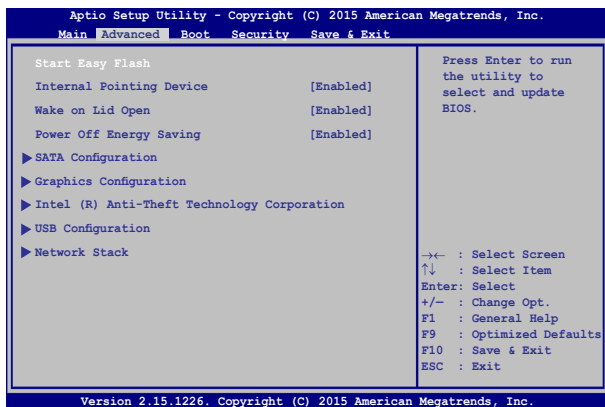 Aptio Setup Utility - Copyright (C) 2015 American Megatrends, Inc.
Main Advanced Boot Security Save & Exit
Start Easy Flash
Internal Pointing Device [Enabled]
Wake on Lid Open [Enabled]
Power Off Energy Saving [Enabled]
SATA Configuration
Graphics Configuration
Intel (R) Anti-Theft Technology Corporation
USB Configuration
Network Stack
Press Enter to run
the utility to
select and update
BIOS.
→← : Select Screen
↑↓ : Select Item
Enter: Select
+/— : Change Opt.
F1 : General Help
F9 : Optimized Defaults
F10 : Save & Exit
ESC : Exit
Version 2.15.1226. Copyright (C) 2015 American Megatrends, Inc.